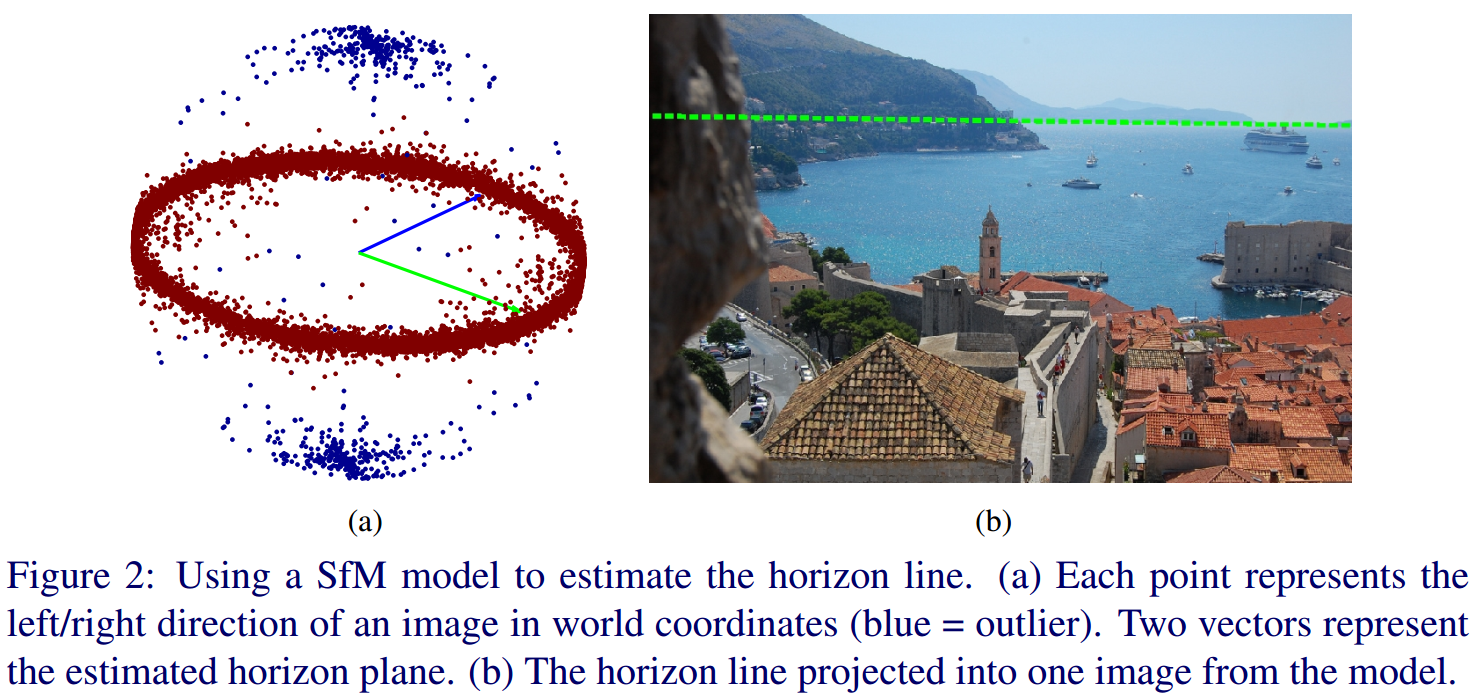 (a)
(b)
Figure 2: Using a SfM model to estimate the horizon line. (a) Each point represents the
left/right direction of an image in world coordinates (blue = outlier). Two vectors represent
the estimated horizon plane. (b) The horizon line projected into one image from the model.